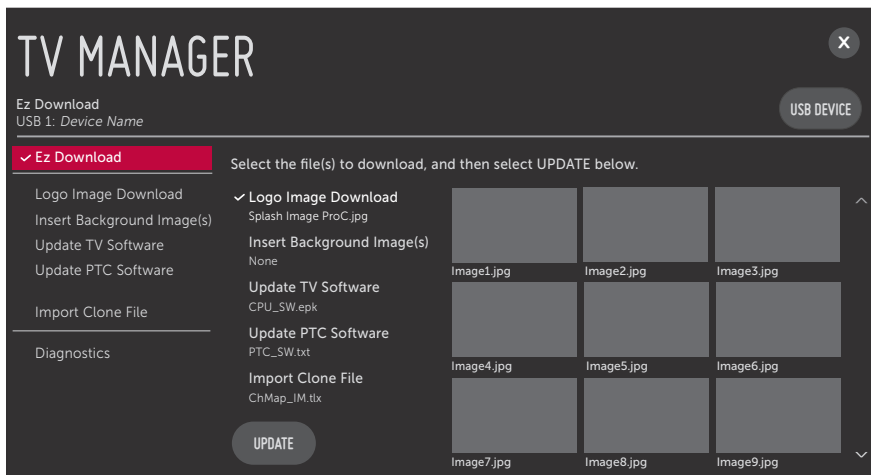 TV MANAGER
X
Ez Download
USB 1: Device Name
USB DEVICE
Ez Download
Logo Image Download
Insert Background Image(s)
Update TV Software
Update PTC Software
Import Clone File
Diagnostics
Select the file(s) to download, and then select UPDATE below.
Logo Image Download
Splash Image ProC.jpg
Insert Background Image(s)
None
Update TV Software
CPU_SW.epk
Update PTC Software
PTC_SW.txt
Import Clone File
ChMap_IM.tlx
UPDATE
Image1.jpg
Image2.jpg
Image3.jpg
Image4.jpg
Image5.jpg
Image6.jpg
Image7.jpg
Image8.jpg
Image9.jpg